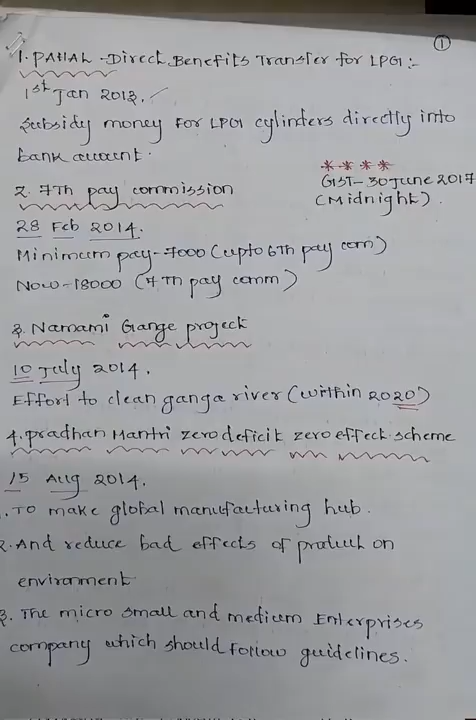 ①
1. PAHAL - Direct Benefits Transfer for LPG :-
1st Jan 2013.
Subsidy money for LPG cylinders directly into
bank account.
****
GST - 30 June 2017
(Midnight).
2. 7Th pay commission
28 Feb 2014.
Minimum pay - 7000 (upto 6Th pay com)
Now - 18000 (7Th pay comm)
3. Namami Gange project
10 July 2014.
Effort to clean ganga river (within 2020)
4. pradhan Mantri zero deficit zero effect scheme
15 Aug 2014.
1. To make global manufacturing hub.
2. And reduce bad effects of product on
environment.
3. The micro small and medium Enterprises
company which should follow guidelines.